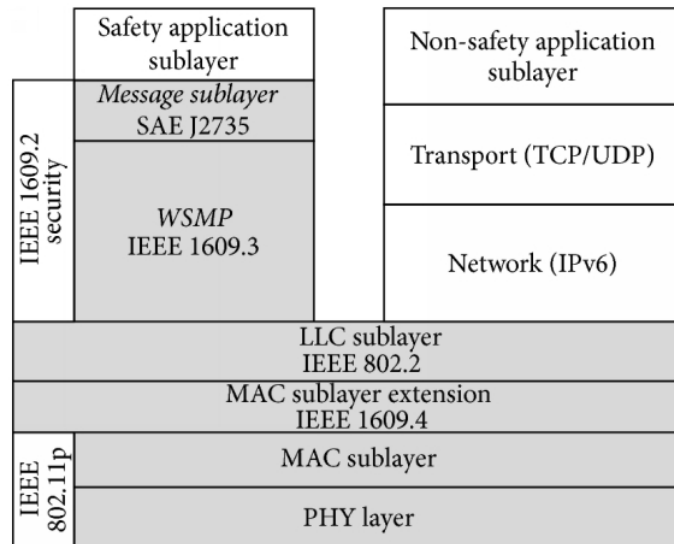 Safety application
sublayer
Non-safety application
sublayer
IEEE 1609.2
security
Message sublayer
SAE J2735
Transport (TCP/UDP)
WSMP
IEEE 1609.3
Network (IPv6)
LLC sublayer
IEEE 802.2
MAC sublayer extension
IEEE 1609.4
IEEE
802.11p
MAC sublayer
PHY layer